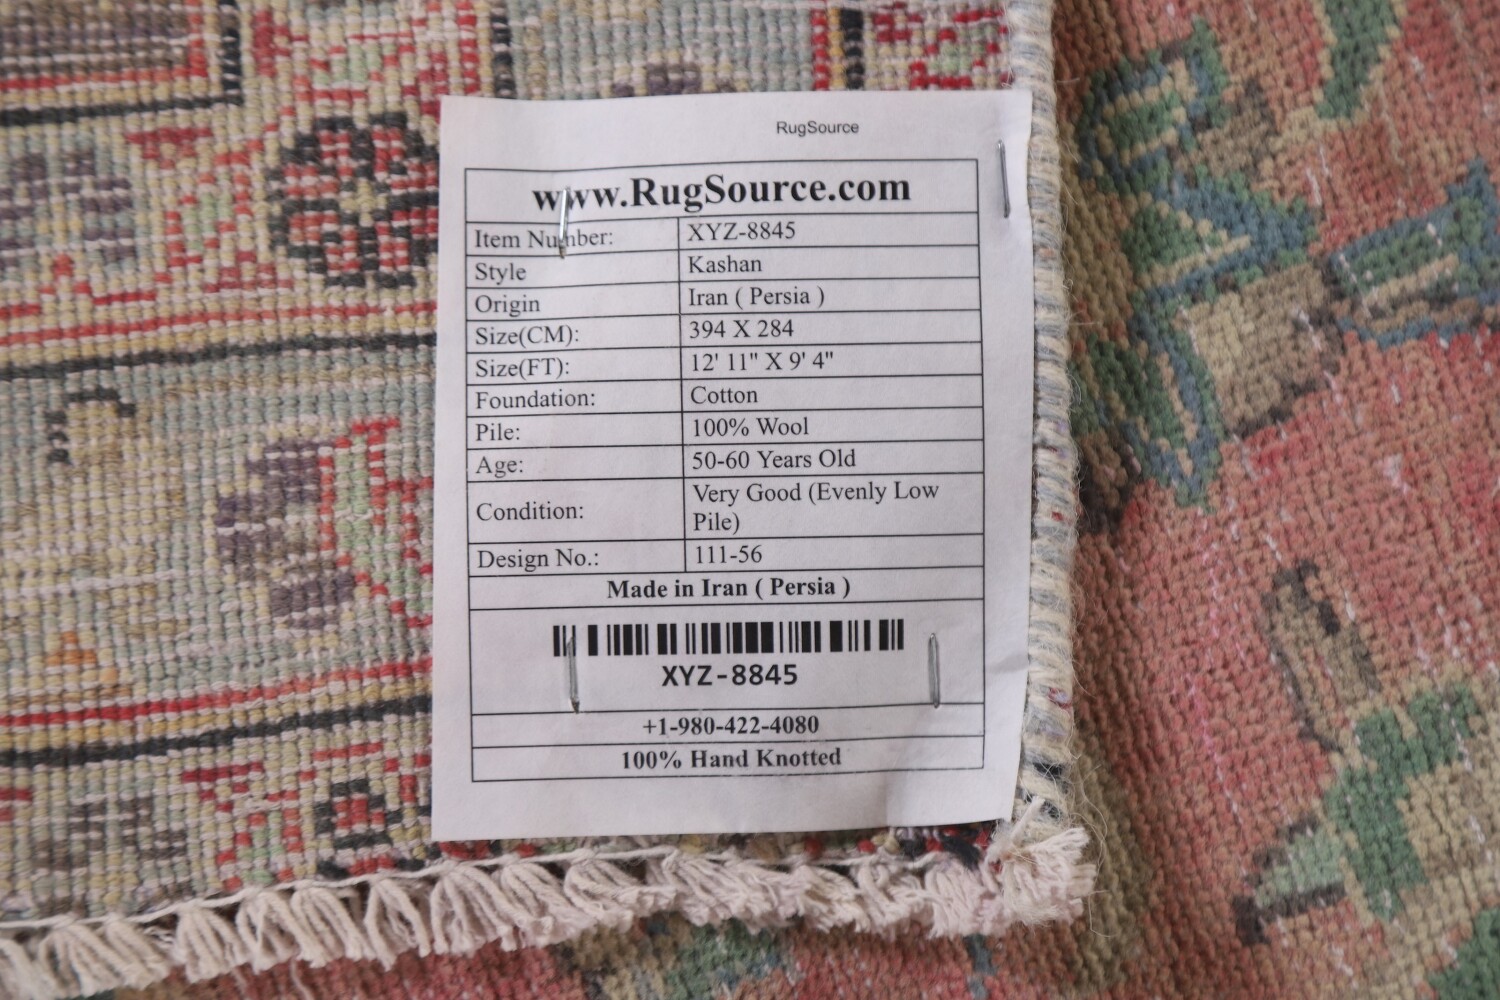 RugSource
www.RugSource.com
Item Number: XYZ-8845
Style Kashan
Origin Iran ( Persia )
Size(CM): 394 X 284
Size(FT): 12' 11" X 9' 4"
Foundation: Cotton
Pile: 100% Wool
Age: 50-60 Years Old
Condition: Very Good (Evenly Low
Pile)
Design No.: 111-56
Made in Iran ( Persia )
XYZ-8845
+1-980-422-4080
100% Hand Knotted